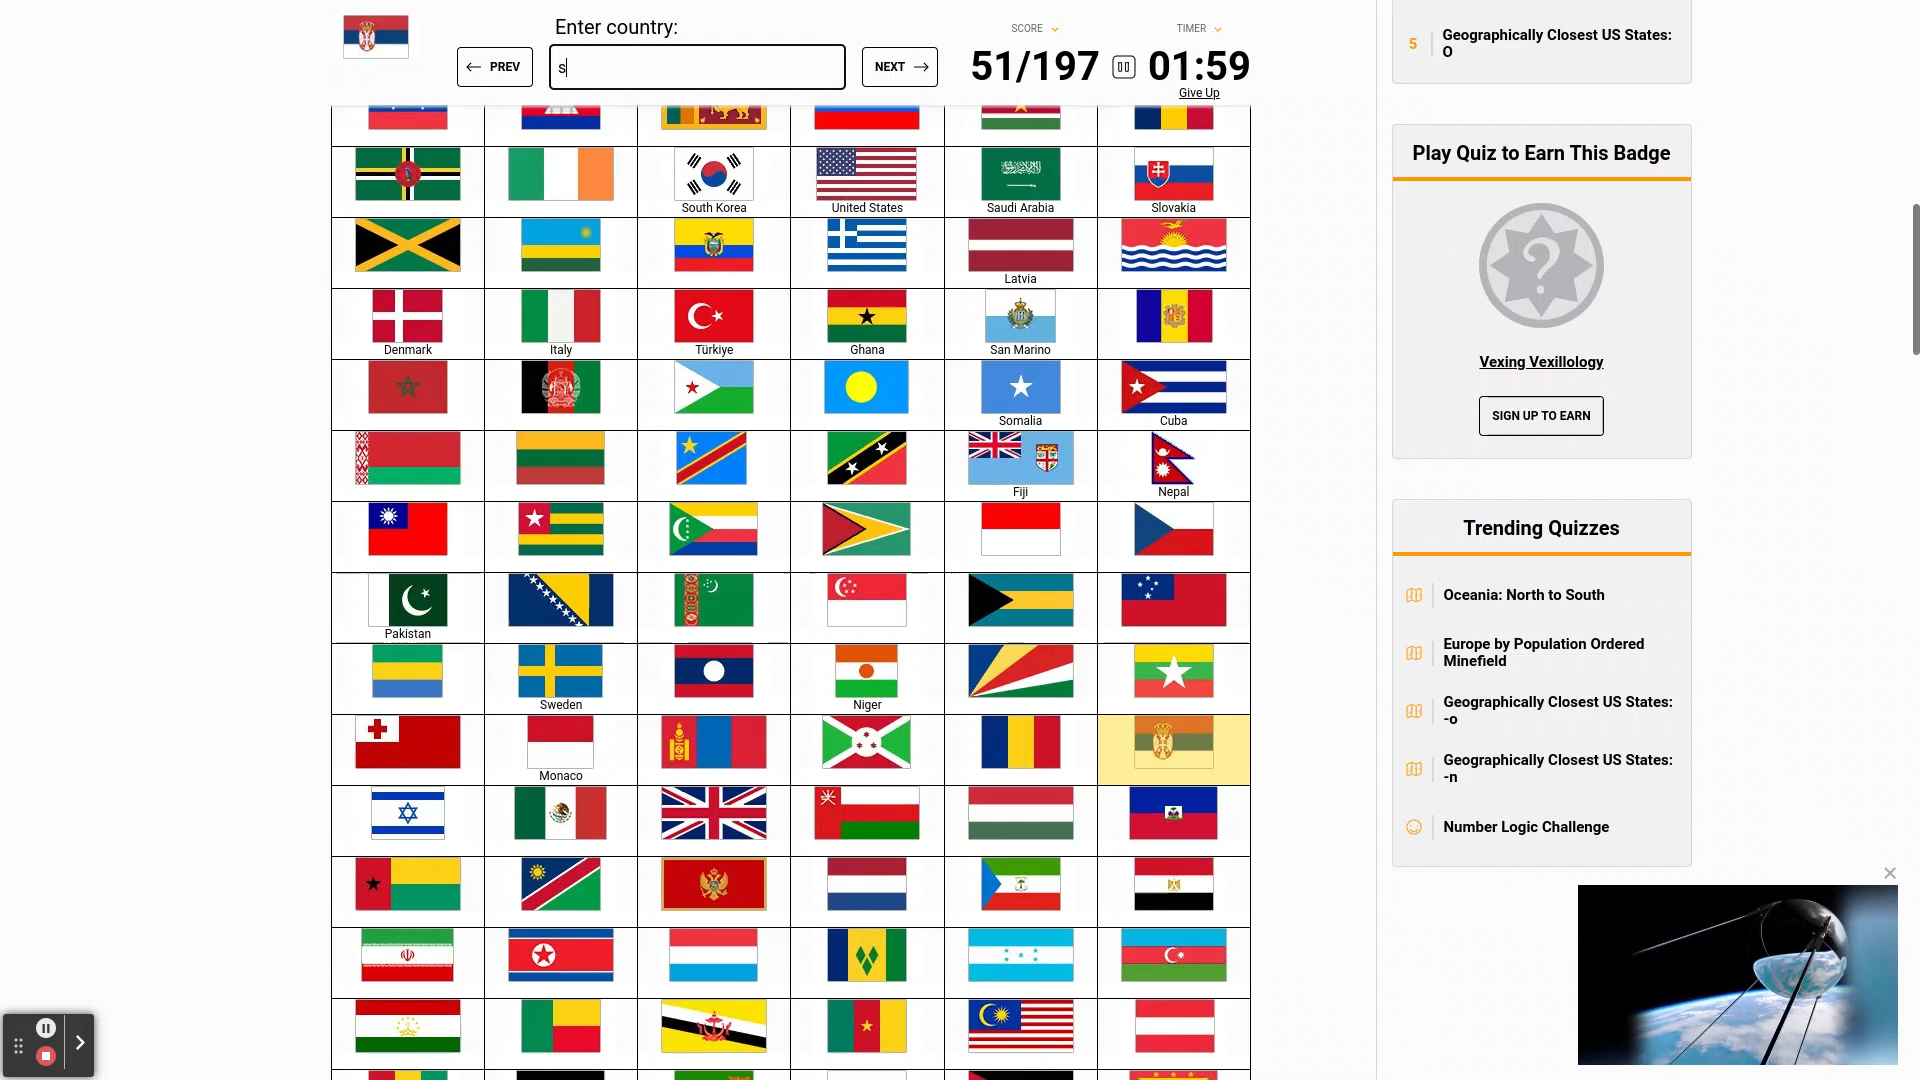 Enter country:
PREV
s
NEXT
SCORE
51/197
TIMER
01:59
Give Up
South Korea
United States
Saudi Arabia
Slovakia
Latvia
Denmark
Italy
Türkiye
Ghana
San Marino
Somalia
Cuba
Fiji
Nepal
Pakistan
Sweden
Niger
Monaco
5
Geographically Closest US States:
O
Play Quiz to Earn This Badge
?
Vexing Vexillology
SIGN UP TO EARN
Trending Quizzes
Oceania: North to South
Europe by Population Ordered
Minefield
Geographically Closest US States:
-o
Geographically Closest US States:
-n
Number Logic Challenge